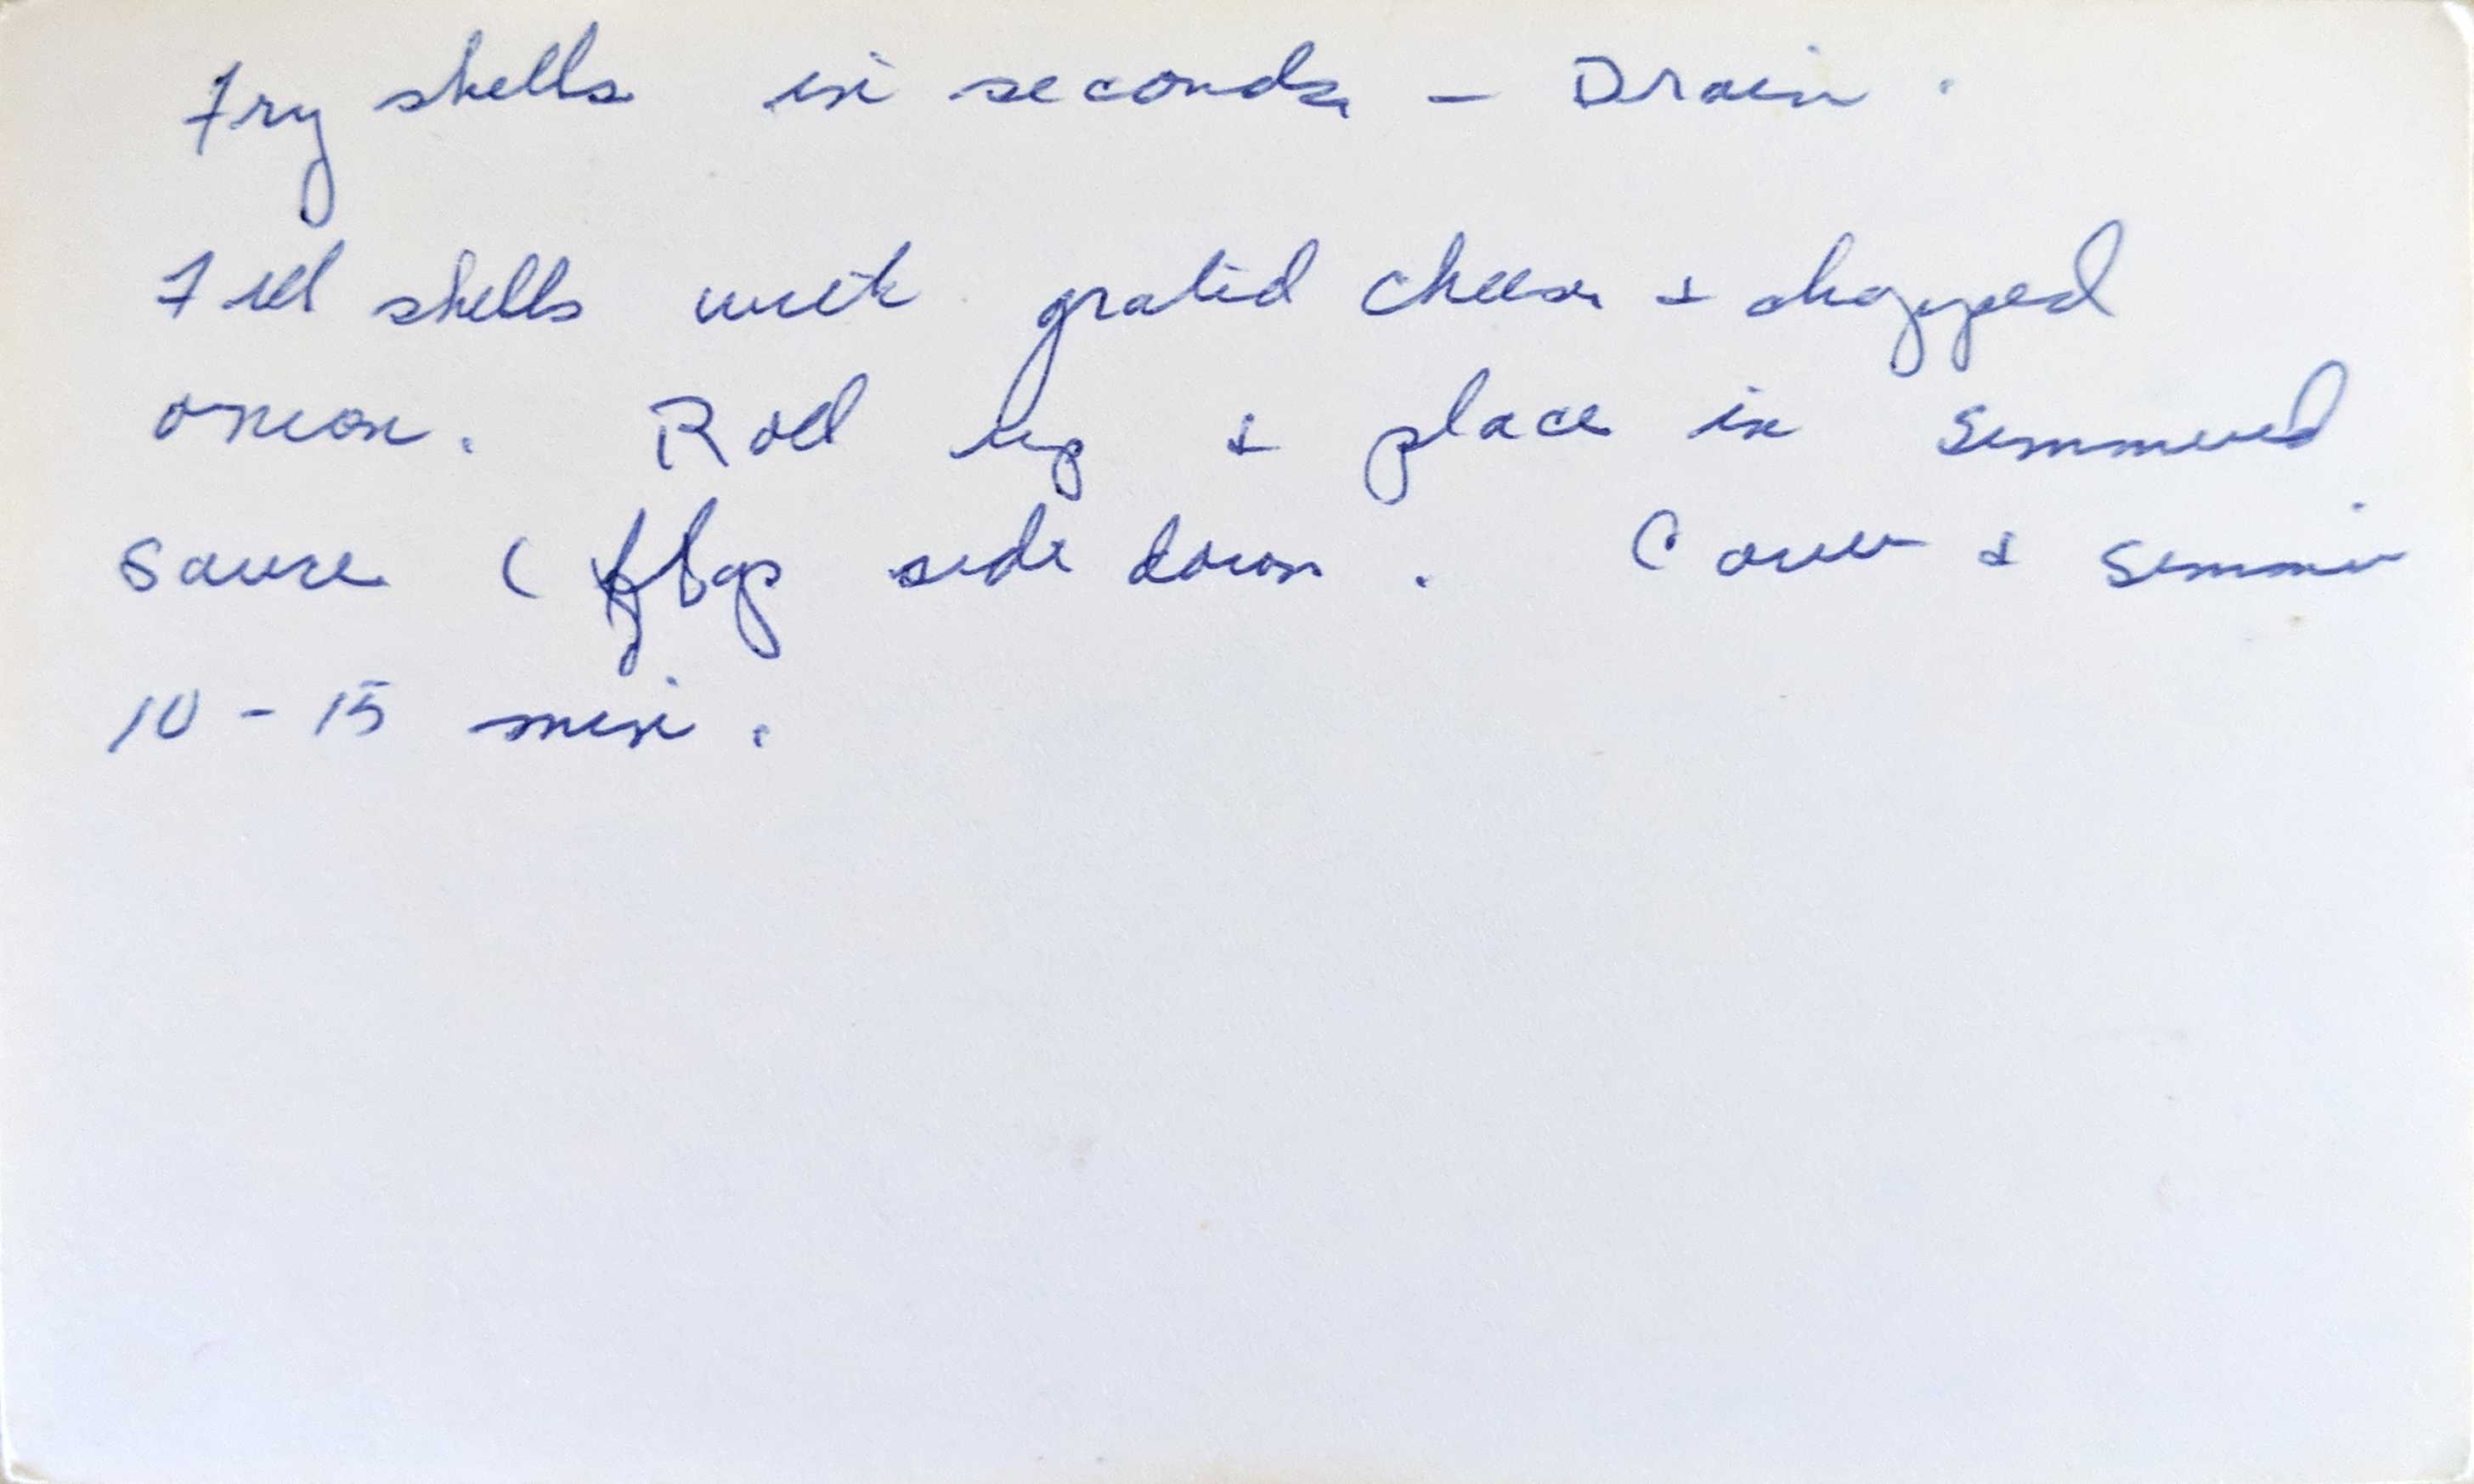 Fry shells in seconds - Drain.
Fill shells with grated cheese & chopped
onion. Roll up & place in simmered
sauce ( flap side down. Cover & simmer
10 - 15 min.